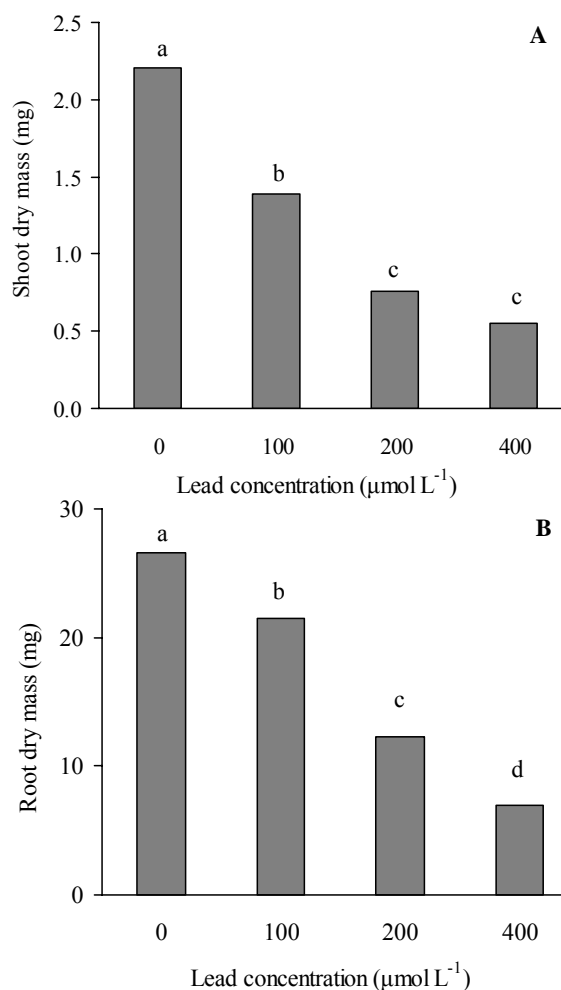 A
2.5
2.0
1.5
1.0
0.5
0.0
Shoot dry mass (mg)
a
b
c
c
0 100 200 400
Lead concentration (μmol L⁻¹)
B
30
20
10
0
Root dry mass (mg)
a
b
c
d
0 100 200 400
Lead concentration (μmol L⁻¹)